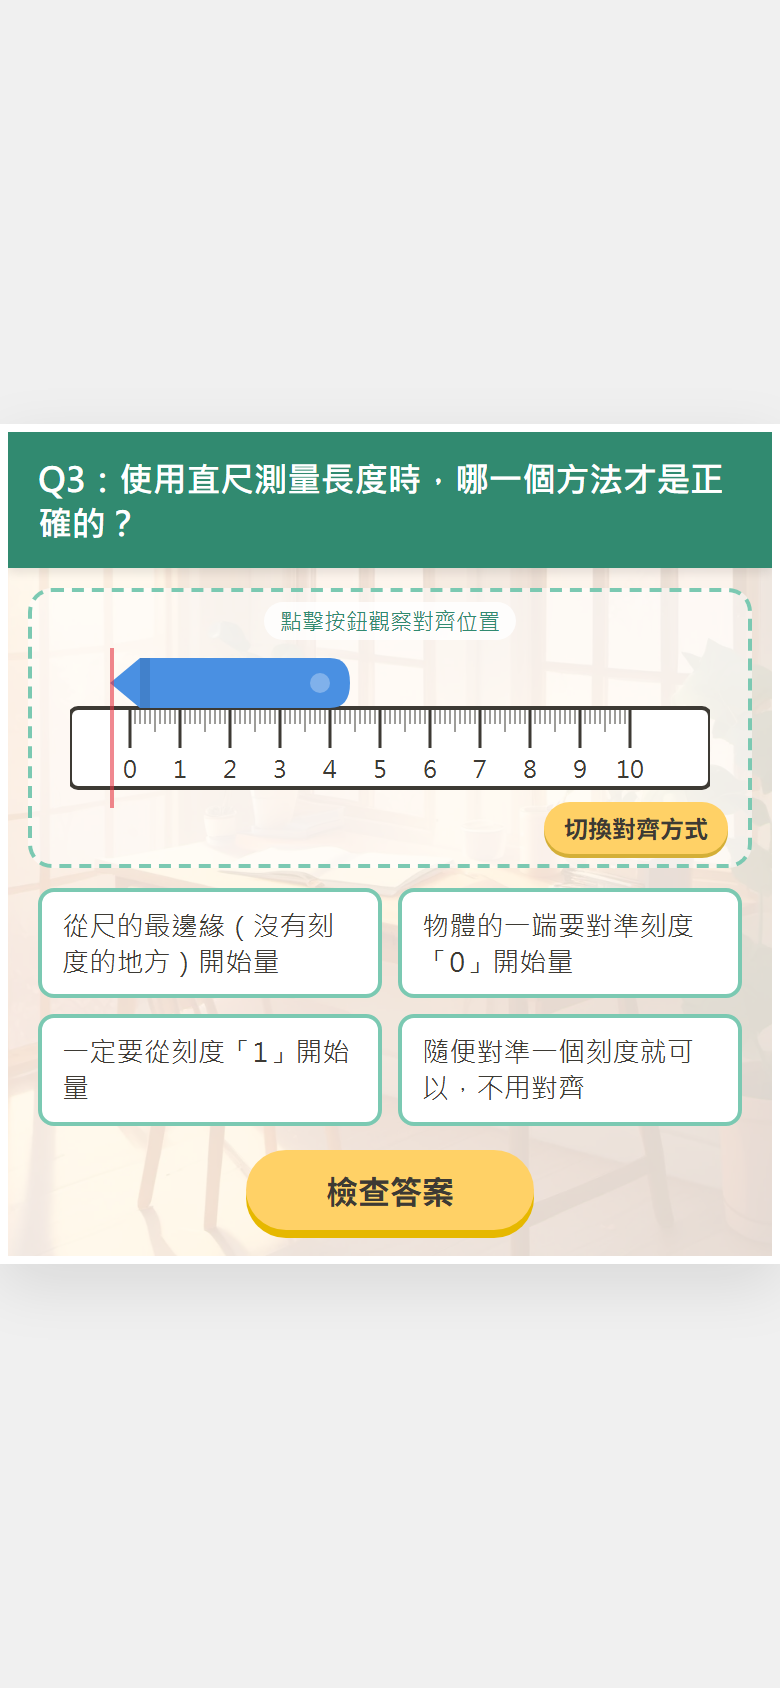 Q3：使用直尺測量長度時，哪一個方法才是正
確的？
點擊按鈕觀察對齊位置
0 1 2 3 4 5 6 7 8 9 10
切換對齊方式
從尺的最邊緣（沒有刻
度的地方）開始量
物體的一端要對準刻度
「0」開始量
一定要從刻度「1」開始
量
隨便對準一個刻度就可
以，不用對齊
檢查答案